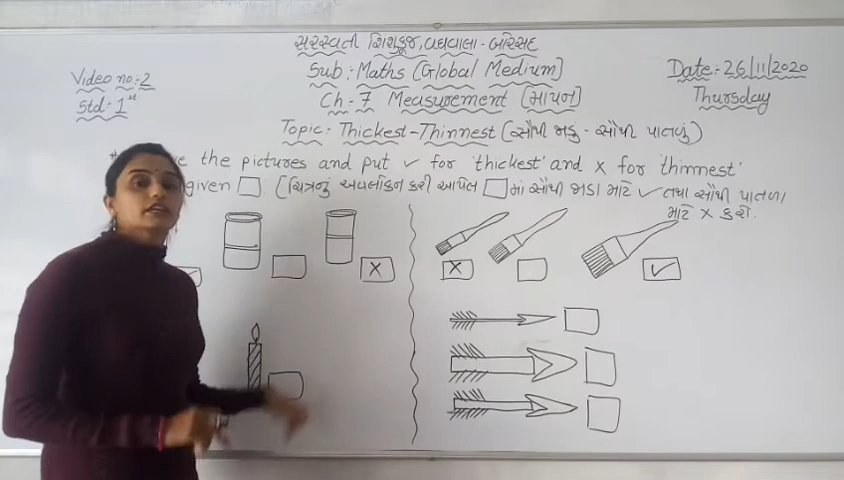 સરસ્વતી શિશુકુંજ, વઘવાલા - બોરસદ
Video no:-2
Sub:- Maths (Global Medium)
Date:- 26/11/2020
Std:- 1st
Ch-7 Measurement (માપન)
Thursday
Topic:- Thickest-Thinnest (સૌથી જાડું - સૌથી પાતળું)
the pictures and put ✓ for 'thickest' and x for 'thinnest'
given □. [ચિત્રનું અવલોકન કરી આપેલ □ માં સૌથી જાડા માટે ✓ તથા સૌથી પાતળા
માટે x કરો.